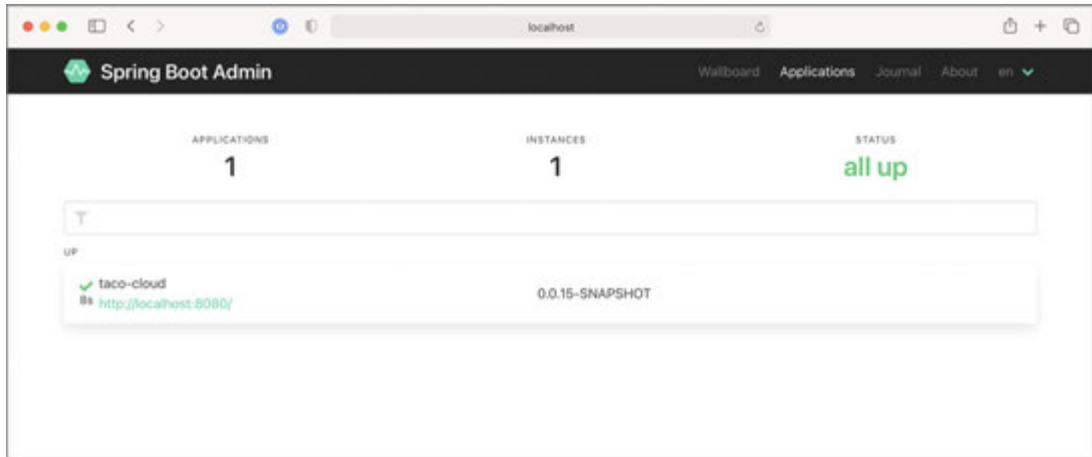 localhost
Spring Boot Admin Wallboard Applications Journal About en
APPLICATIONS INSTANCES STATUS
1 1 all up
UP
taco-cloud
8s http://localhost:8080/ 0.0.15-SNAPSHOT